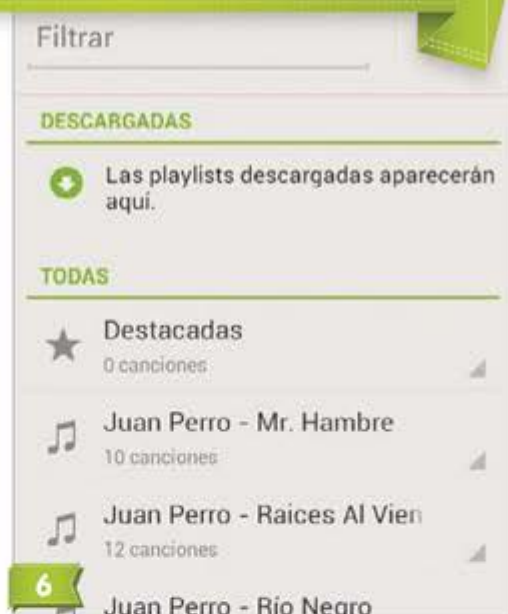 Filtrar
DESCARGADAS
Las playlists descargadas aparecerán
aquí.
TODAS
Destacadas
0 canciones
Juan Perro - Mr. Hambre
10 canciones
Juan Perro - Raices Al Vien
12 canciones
6
Juan Perro - Río Negro